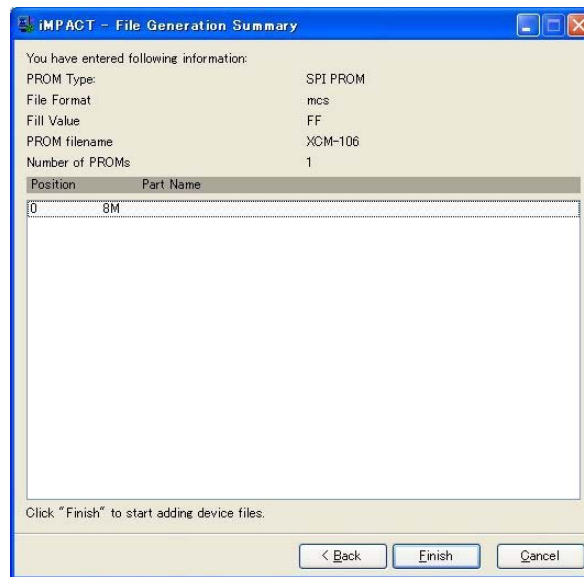 iMPACT - File Generation Summary
You have entered following information:
PROM Type: SPI PROM
File Format mcs
Fill Value FF
PROM filename XCM-106
Number of PROMs 1
Position Part Name
0 8M
Click "Finish" to start adding device files.
< Back Finish Cancel